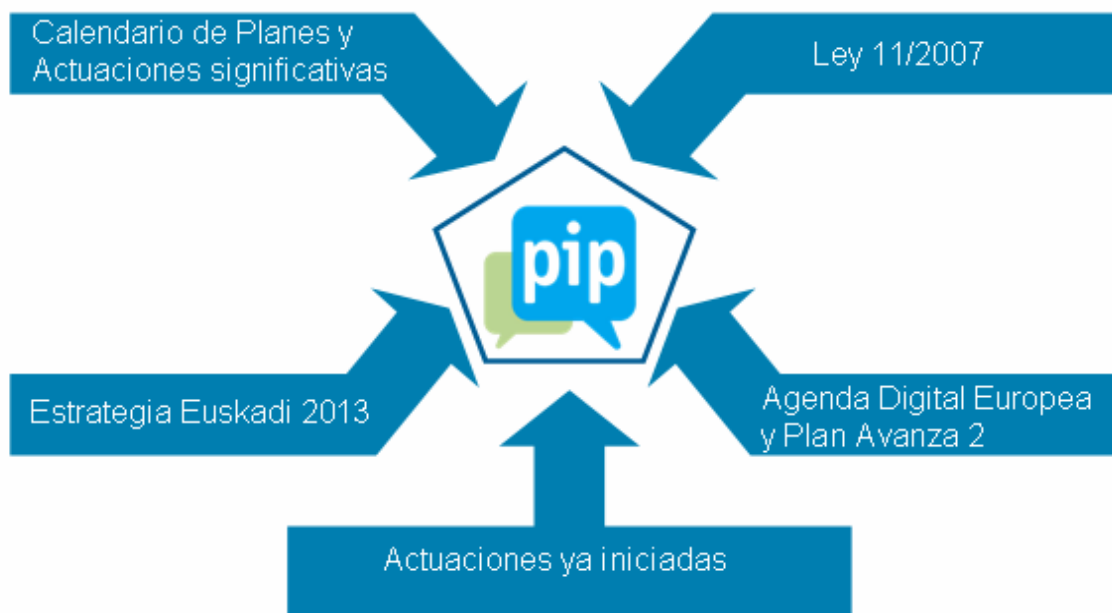 Calendario de Planes y
Actuaciones significativas
Ley 11/2007
pip
Estrategia Euskadi 2013
Agenda Digital Europea
y Plan Avanza 2
Actuaciones ya iniciadas